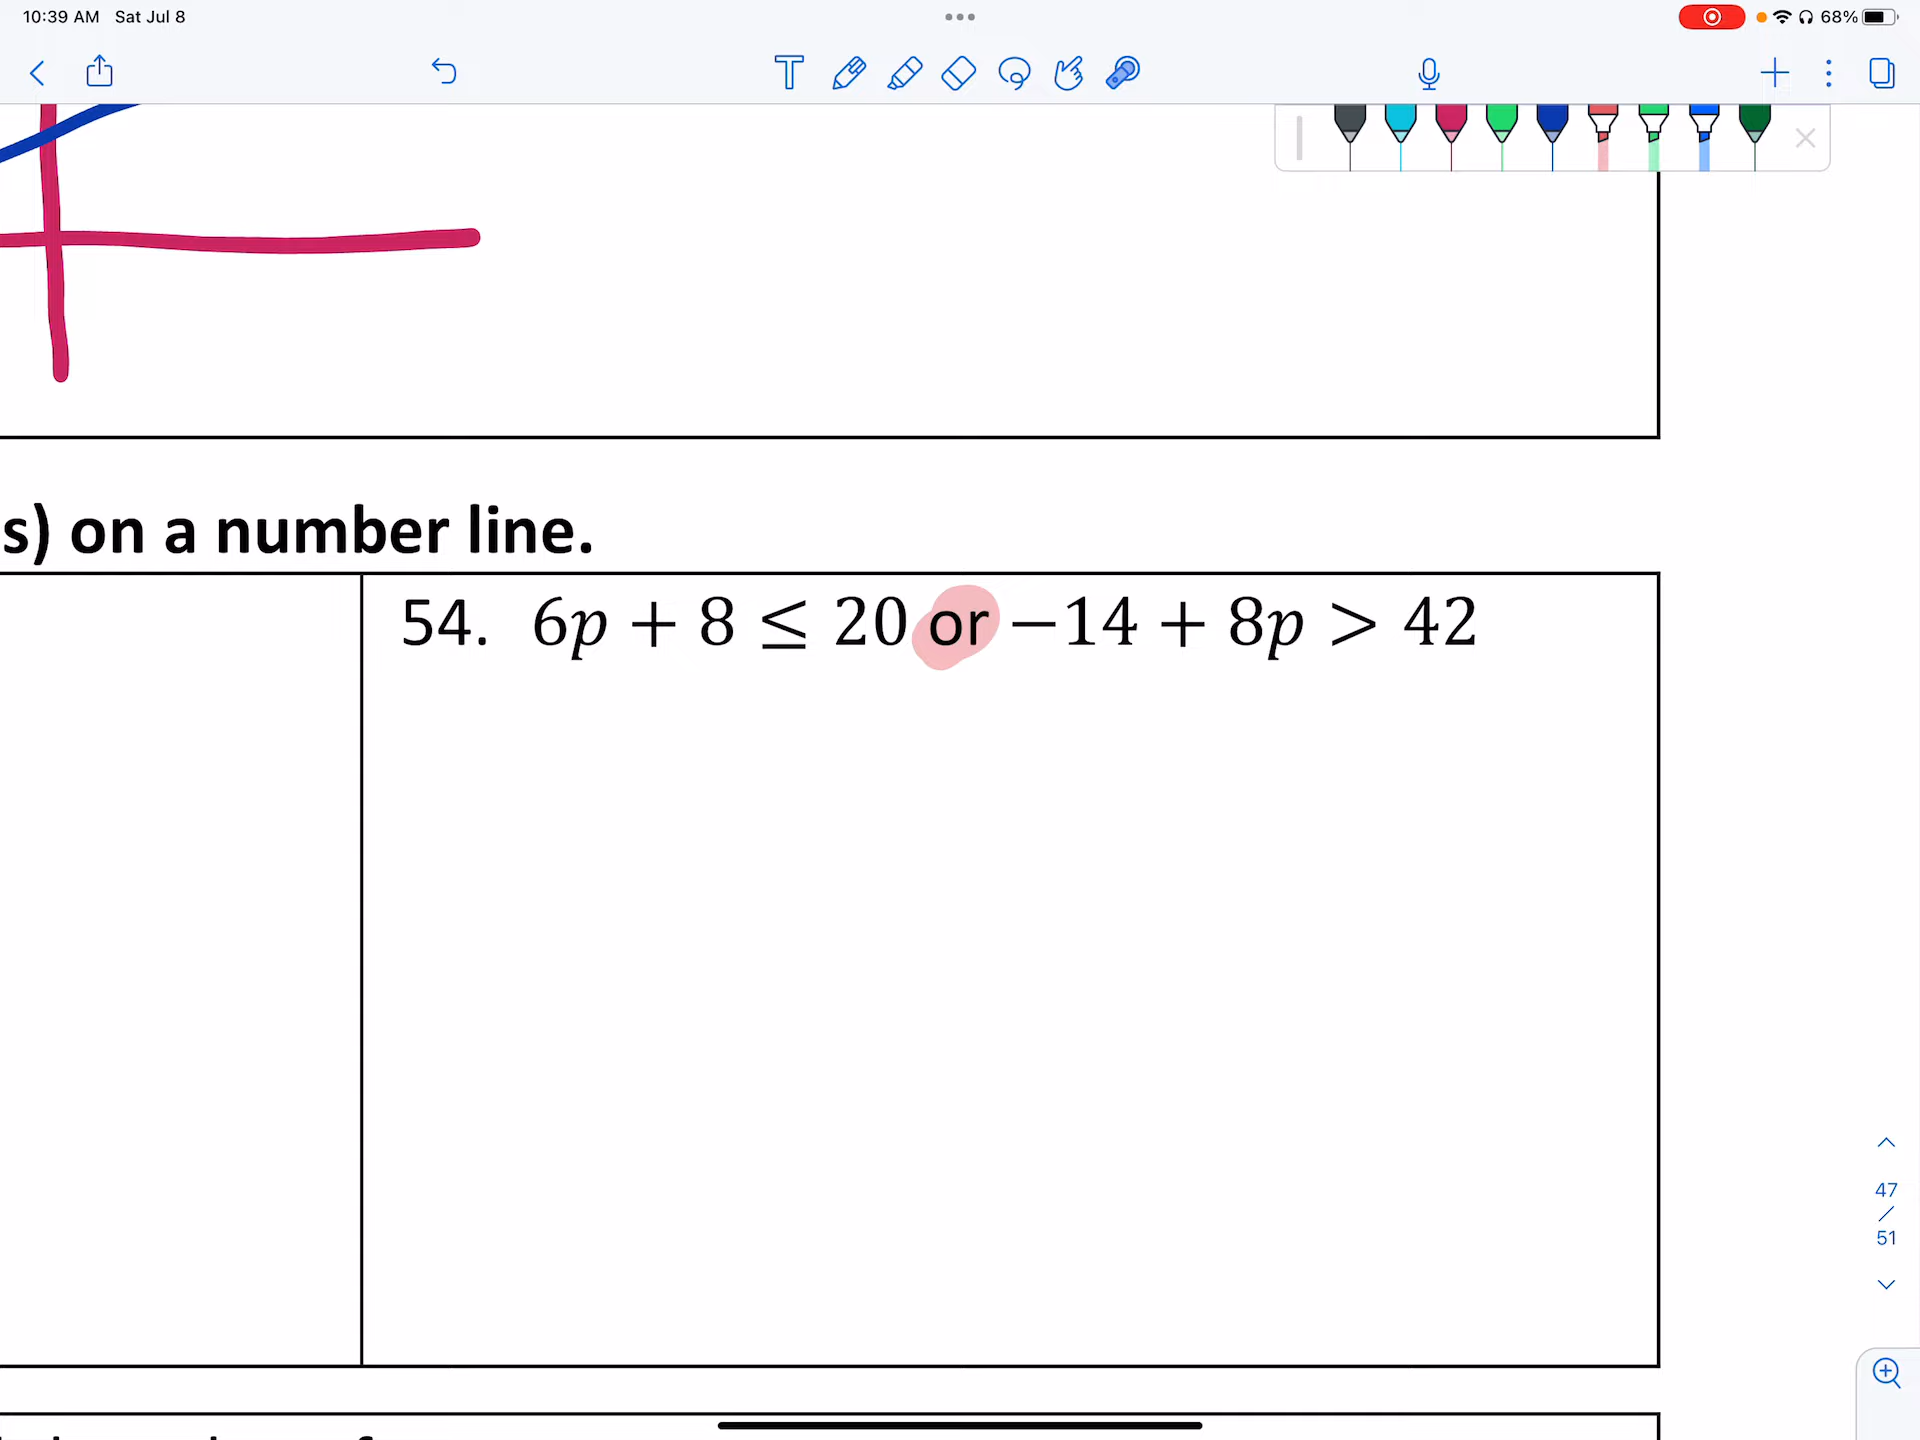 10:39 AM Sat Jul 8
68%
T
s) on a number line.
54. 6p + 8 ≤ 20 or −14 + 8p > 42
47
/
51